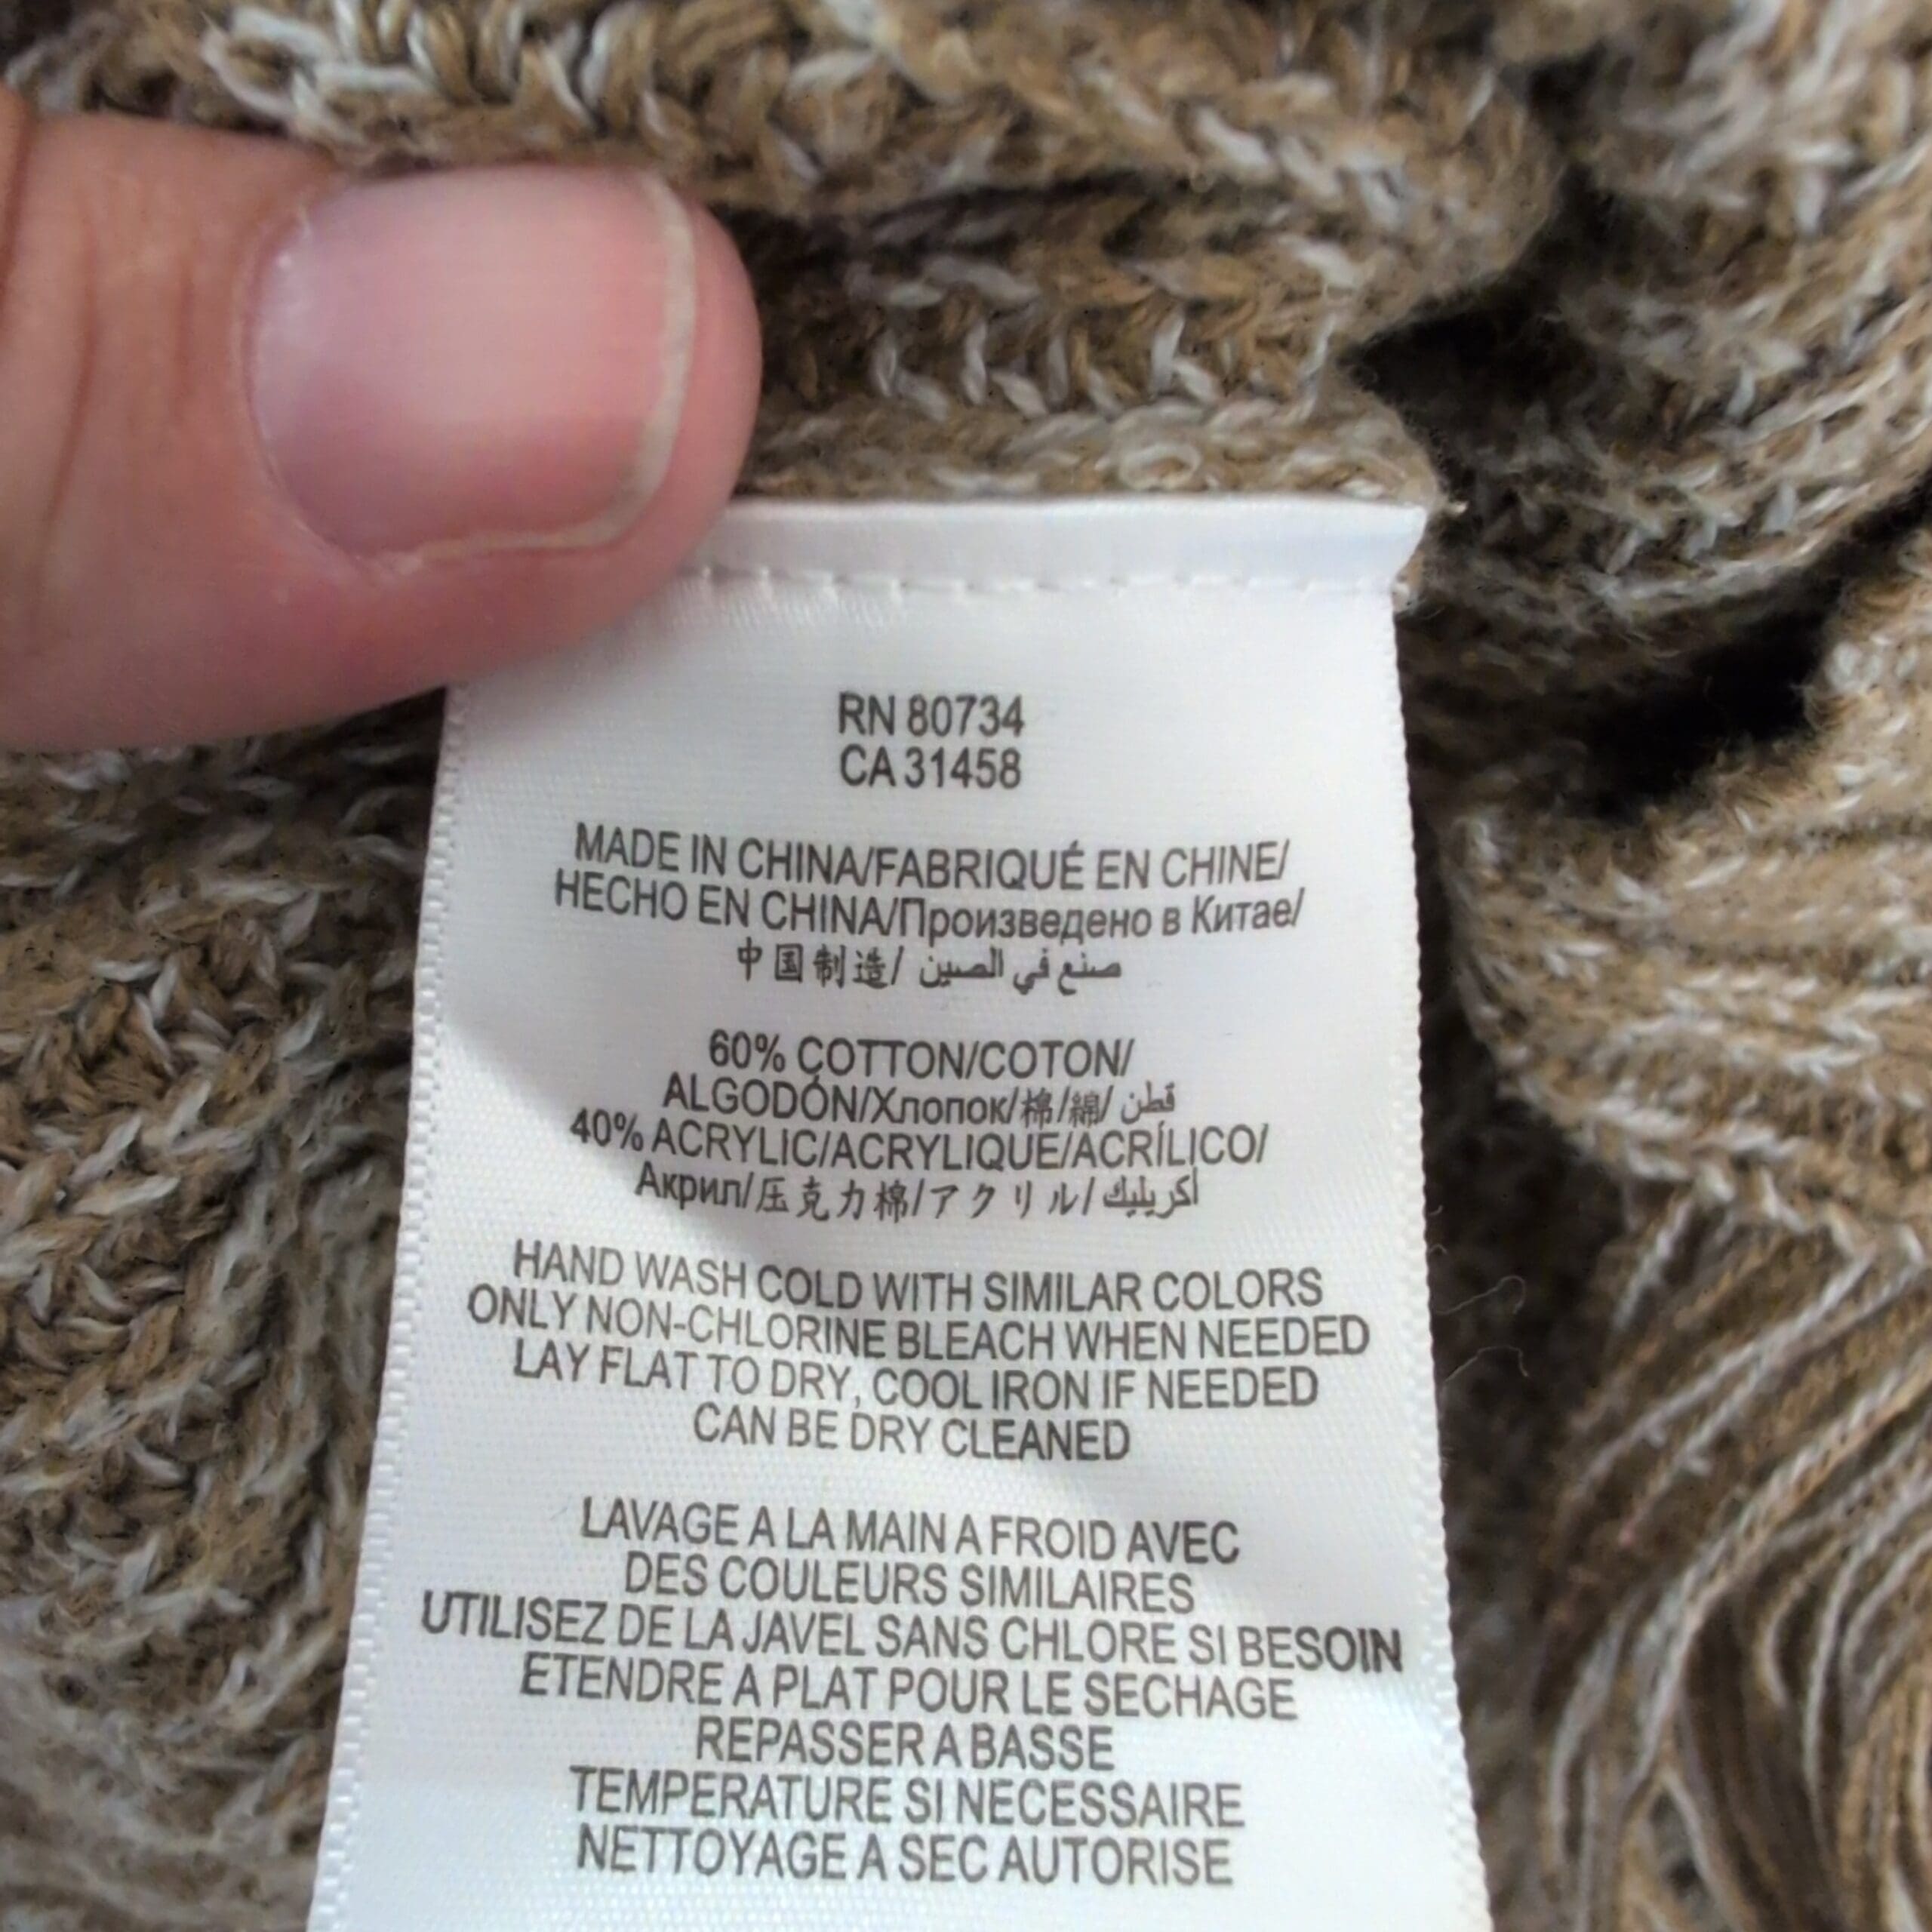 RN 80734
CA 31458
MADE IN CHINA/FABRIQUÉ EN CHINE/
HECHO EN CHINA/Произведено в Китае/
中国制造/ صنع في الصين
60% COTTON/COTON/
ALGODÓN/Хлопок/棉/綿/ قطن
40% ACRYLIC/ACRYLIQUE/ACRÍLICO/
Акрил/压克力棉/アクリル/ اكريليك
HAND WASH COLD WITH SIMILAR COLORS
ONLY NON-CHLORINE BLEACH WHEN NEEDED
LAY FLAT TO DRY, COOL IRON IF NEEDED
CAN BE DRY CLEANED
LAVAGE A LA MAIN A FROID AVEC
DES COULEURS SIMILAIRES
UTILISEZ DE LA JAVEL SANS CHLORE SI BESOIN
ETENDRE A PLAT POUR LE SECHAGE
REPASSER A BASSE
TEMPERATURE SI NECESSAIRE
NETTOYAGE A SEC AUTORISE